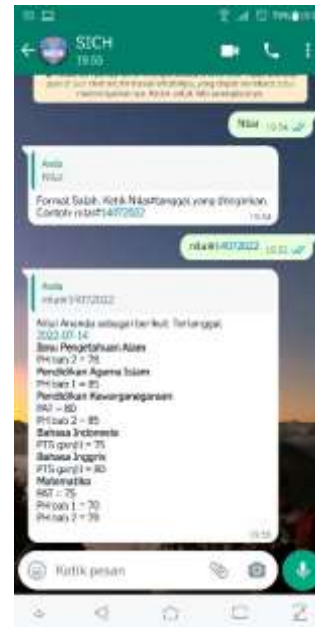 SICH
Nilai
Anda
Nilai
Format Salah. Ketik Nilai#tanggal yang diinginkan.
Contoh: nilai#14072022
nilai#14072022
Anda
nilai#14072022
Nilai Ananda sebagai berikut Tertanggal
2022-07-14
Ilmu Pengetahuan Alam
PH bab 2 = 78
Pendidikan Agama Islam
PH bab 1 = 85
Pendidikan Kewarganegaraan
PAT = 80
PH bab 2 = 85
Bahasa Indonesia
PTS ganjil = 75
Bahasa Inggris
PTS ganjil = 80
Matematika
PAT = 75
PH bab 1 = 70
PH bab 2 = 78
Ketik pesan